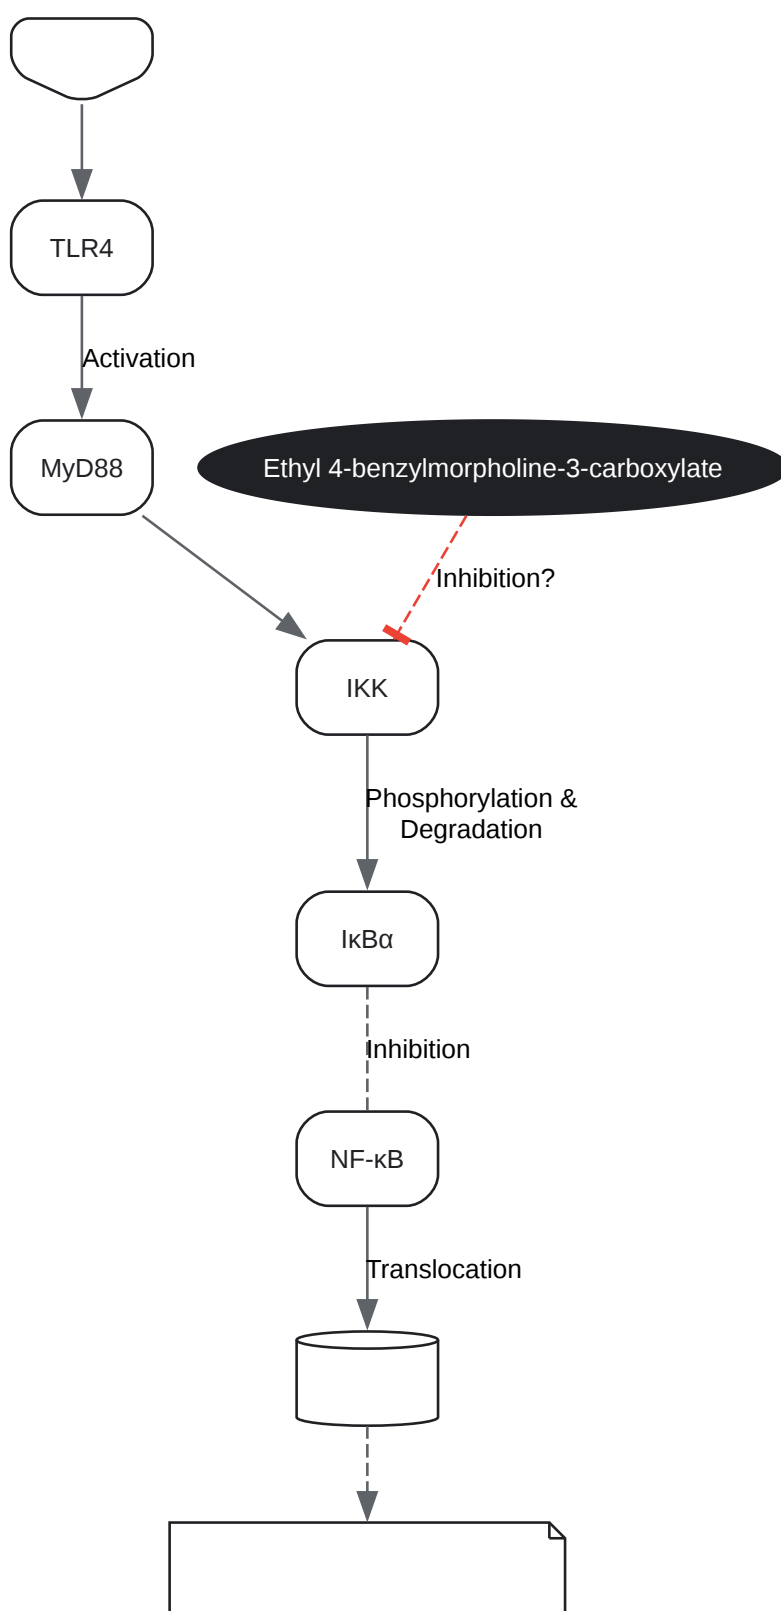 TLR4
Activation
MyD88
Ethyl 4-benzylmorpholine-3-carboxylate
Inhibition?
IKK
Phosphorylation &
Degradation
IκBα
Inhibition
NF-κB
Translocation